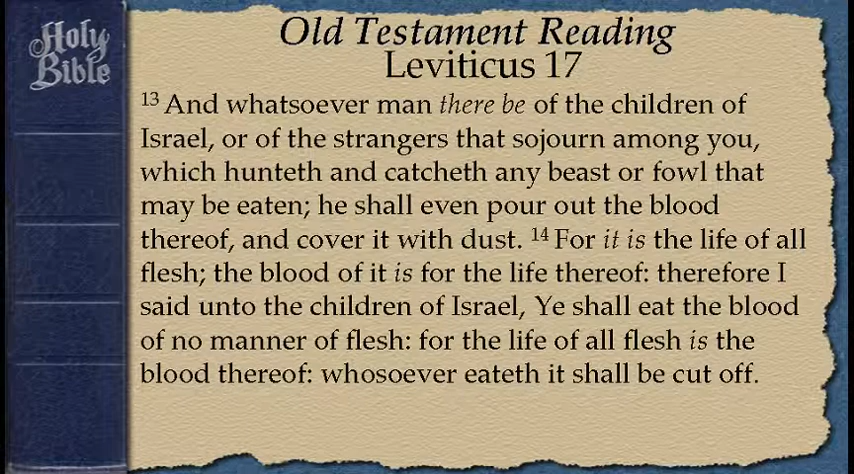 Holy
Bible
Old Testament Reading
Leviticus 17
13 And whatsoever man there be of the children of
Israel, or of the strangers that sojourn among you,
which hunteth and catcheth any beast or fowl that
may be eaten; he shall even pour out the blood
thereof, and cover it with dust. 14 For it is the life of all
flesh; the blood of it is for the life thereof: therefore I
said unto the children of Israel, Ye shall eat the blood
of no manner of flesh: for the life of all flesh is the
blood thereof: whosoever eateth it shall be cut off.